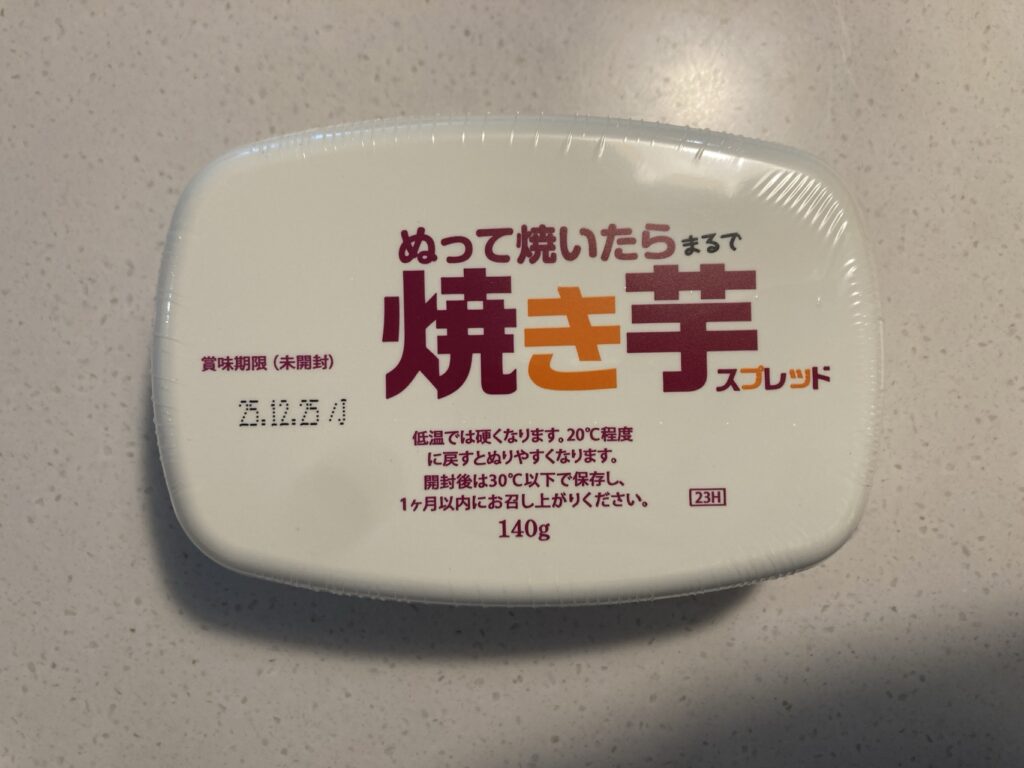 ぬって焼いたらまるで
焼き芋スプレッド
賞味期限（未開封）
25.12.25
低温では硬くなります。20℃程度
に戻すとぬりやすくなります。
開封後は30℃以下で保存し、
1ヶ月以内にお召し上がりください。
23H
140g